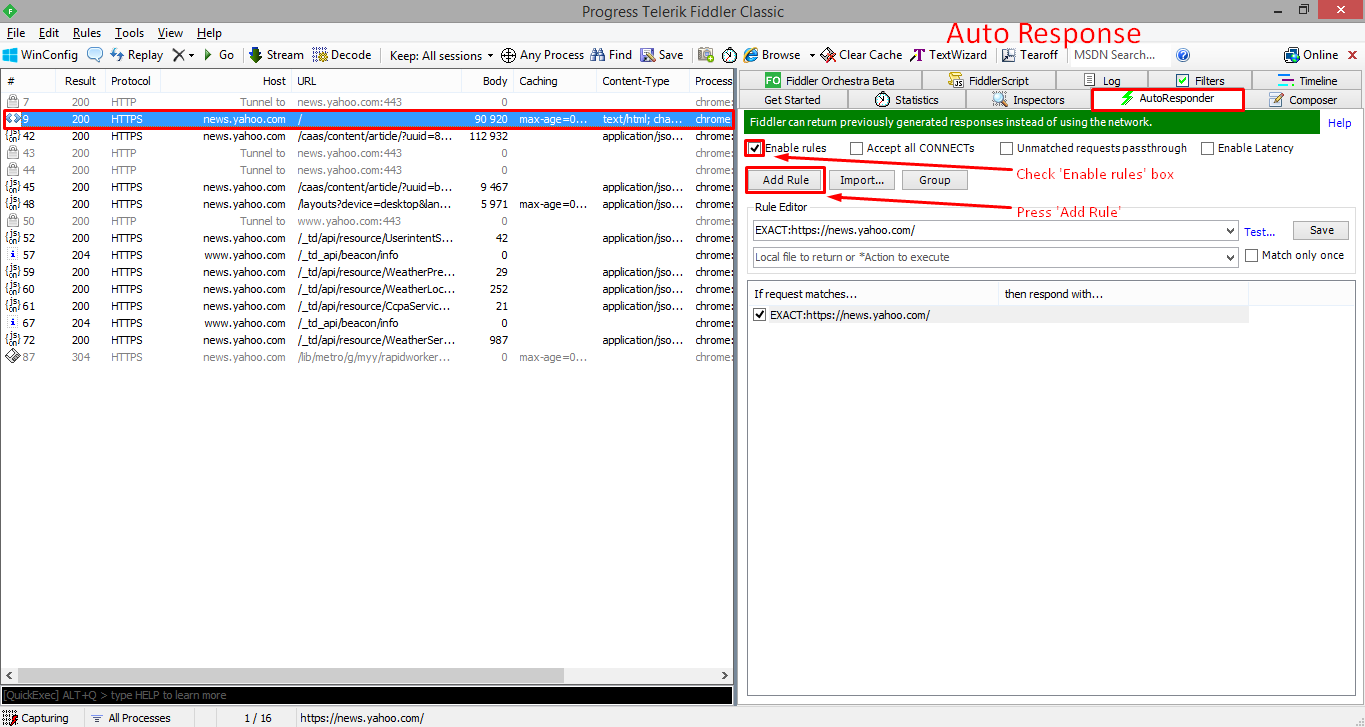 Progress Telerik Fiddler Classic
File Edit Rules Tools View Help
Auto Response
WinConfig Replay Go Stream Decode Keep: All sessions Any Process Find Save Browse Clear Cache TextWizard Tearoff MSDN Search... Online
# Result Protocol Host URL Body Caching Content-Type Process
7 200 HTTP Tunnel to news.yahoo.com:443 0 chrome:
9 200 HTTPS news.yahoo.com / 90 920 max-age=0... text/html; cha... chrome
42 200 HTTPS news.yahoo.com /caas/content/article/?uuid=8... 112 932 application/jso... chrome:
43 200 HTTP Tunnel to news.yahoo.com:443 0 chrome:
44 200 HTTP Tunnel to news.yahoo.com:443 0 chrome:
45 200 HTTPS news.yahoo.com /caas/content/article/?uuid=b... 9 467 application/jso... chrome:
48 200 HTTPS news.yahoo.com /layouts?device=desktop&lan... 5 971 max-age=0... application/jso... chrome:
50 200 HTTP Tunnel to www.yahoo.com:443 0 chrome:
52 200 HTTPS news.yahoo.com /_td/api/resource/UserintentS... 42 application/jso... chrome:
57 204 HTTPS www.yahoo.com /_td_api/beacon/info 0 chrome:
59 200 HTTPS news.yahoo.com /_td/api/resource/WeatherPre... 29 application/jso... chrome:
60 200 HTTPS news.yahoo.com /_td/api/resource/WeatherLoc... 252 application/jso... chrome:
61 200 HTTPS news.yahoo.com /_td/api/resource/CcpaServic... 21 application/jso... chrome:
67 204 HTTPS www.yahoo.com /_td_api/beacon/info 0 chrome:
72 200 HTTPS news.yahoo.com /_td/api/resource/WeatherSer... 987 application/jso... chrome:
87 304 HTTPS news.yahoo.com /lib/metro/g/myy/rapidworker... 0 max-age=0... chrome:
FO Fiddler Orchestra Beta FiddlerScript Log Filters Timeline
Get Started Statistics Inspectors AutoResponder Composer
Fiddler can return previously generated responses instead of using the network. Help
Enable rules Accept all CONNECTs Unmatched requests passthrough Enable Latency
Check 'Enable rules' box
Add Rule Import... Group
Press 'Add Rule'
Rule Editor
EXACT:https://news.yahoo.com/ Test... Save
Local file to return or *Action to execute Match only once
If request matches... then respond with...
EXACT:https://news.yahoo.com/
[QuickExec] ALT+Q > type HELP to learn more
Capturing All Processes 1 / 16 https://news.yahoo.com/